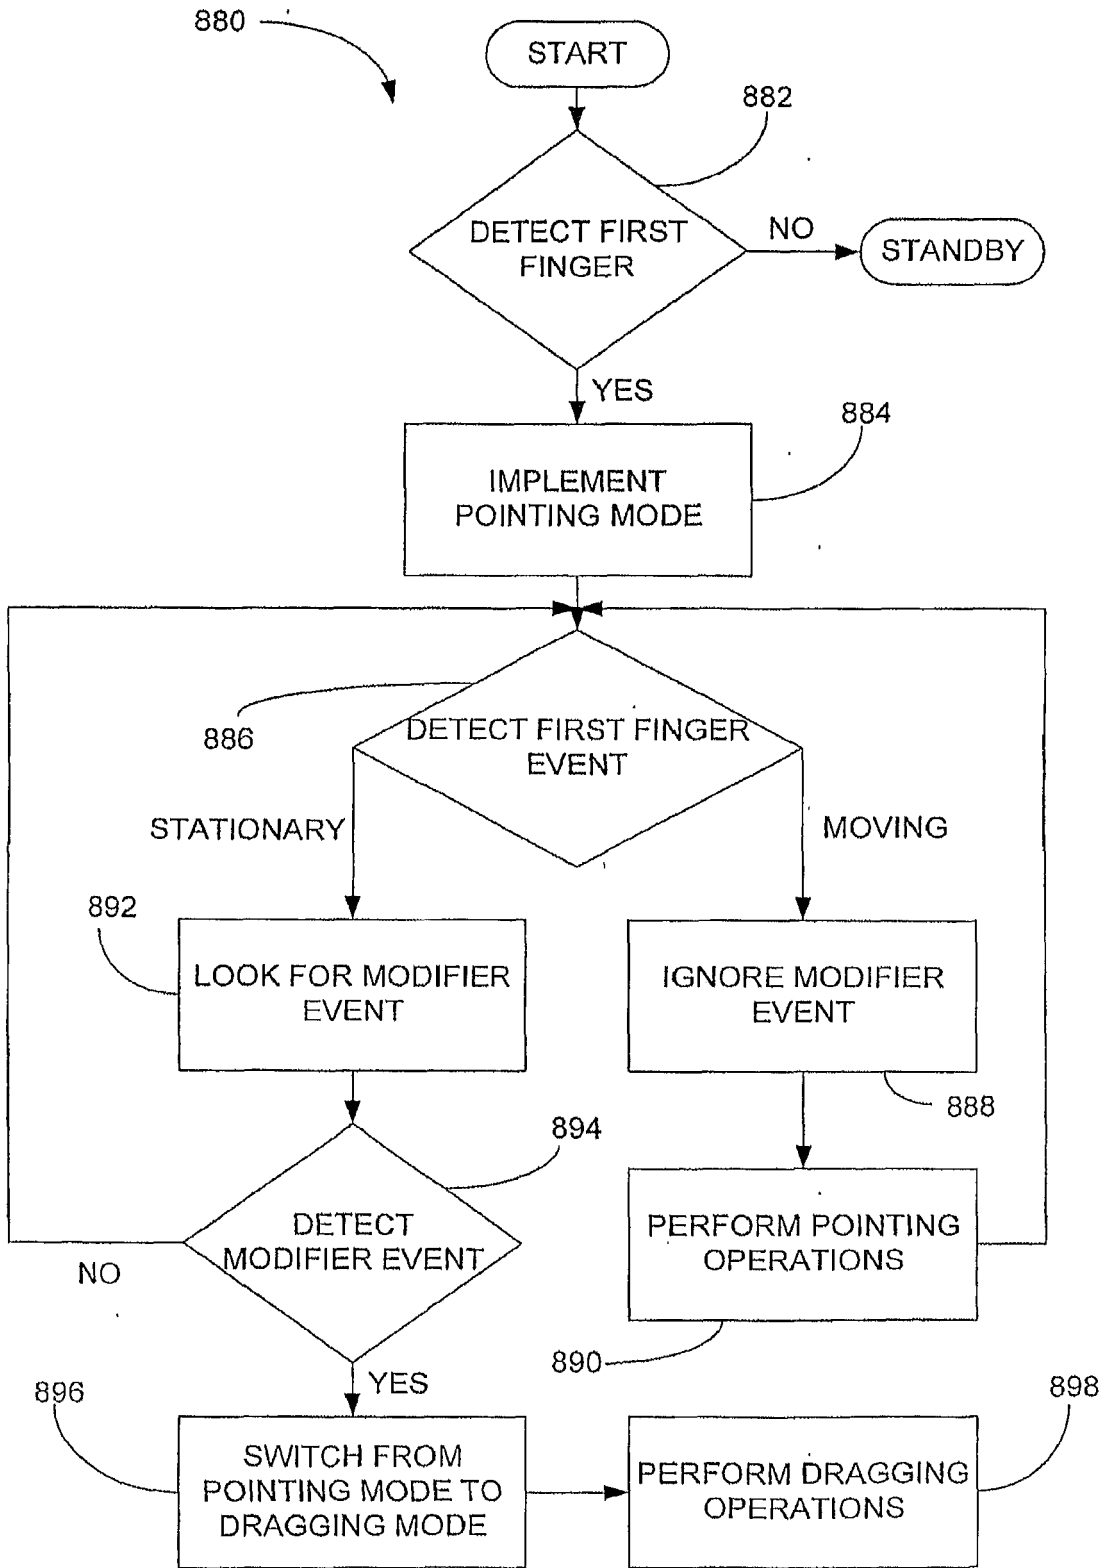 880
START
882
DETECT FIRST
FINGER
NO
STANDBY
YES
884
IMPLEMENT
POINTING MODE
886
DETECT FIRST FINGER
EVENT
STATIONARY
MOVING
892
LOOK FOR MODIFIER
EVENT
IGNORE MODIFIER
EVENT
888
894
DETECT
MODIFIER EVENT
NO
PERFORM POINTING
OPERATIONS
890
YES
896
898
SWITCH FROM
POINTING MODE TO
DRAGGING MODE
PERFORM DRAGGING
OPERATIONS